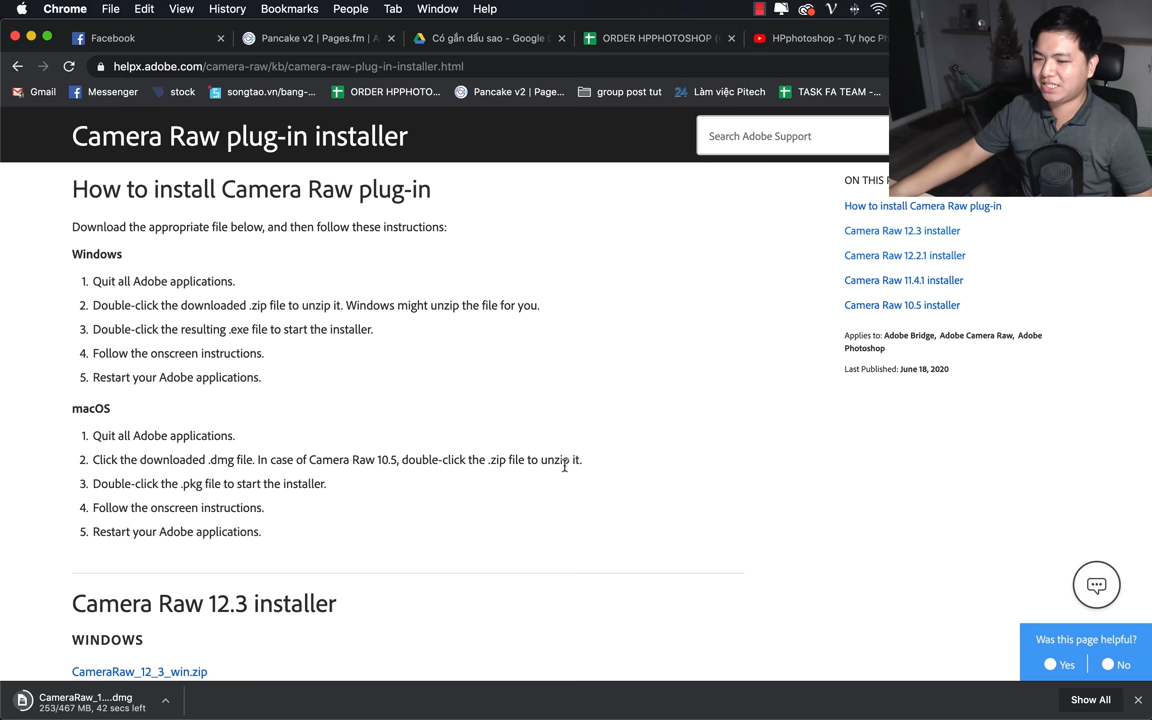 Chrome File Edit View History Bookmarks People Tab Window Help
Facebook Pancake v2 | Pages.fm | A Có gắn dấu sao - Google D ORDER HPPHOTOSHOP ( HPphotoshop - Tự học Ph
helpx.adobe.com/camera-raw/kb/camera-raw-plug-in-installer.html
Gmail Messenger stock songtao.vn/bang-... ORDER HPPHOTO... Pancake v2 | Page... group post tut Làm việc Pitech TASK FA TEAM -...
Camera Raw plug-in installer
Search Adobe Support
How to install Camera Raw plug-in
Download the appropriate file below, and then follow these instructions:
Windows
1. Quit all Adobe applications.
2. Double-click the downloaded .zip file to unzip it. Windows might unzip the file for you.
3. Double-click the resulting .exe file to start the installer.
4. Follow the onscreen instructions.
5. Restart your Adobe applications.
macOS
1. Quit all Adobe applications.
2. Click the downloaded .dmg file. In case of Camera Raw 10.5, double-click the .zip file to unzip it.
3. Double-click the .pkg file to start the installer.
4. Follow the onscreen instructions.
5. Restart your Adobe applications.
Camera Raw 12.3 installer
WINDOWS
CameraRaw_12_3_win.zip
ON THIS
How to install Camera Raw plug-in
Camera Raw 12.3 installer
Camera Raw 12.2.1 installer
Camera Raw 11.4.1 installer
Camera Raw 10.5 installer
Applies to: Adobe Bridge, Adobe Camera Raw, Adobe
Photoshop
Last Published: June 18, 2020
Was this page helpful?
Yes No
CameraRaw_1....dmg
253/467 MB, 42 secs left
Show All